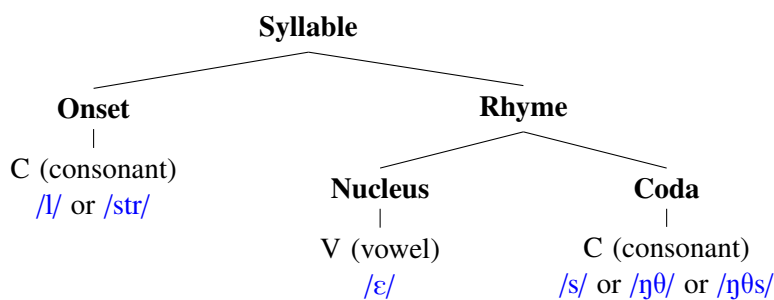 Syllable
Onset
Rhyme
C (consonant)
/l/ or /str/
Nucleus
Coda
V (vowel)
C (consonant)
/ɛ/
/s/ or /ŋθ/ or /ŋθs/